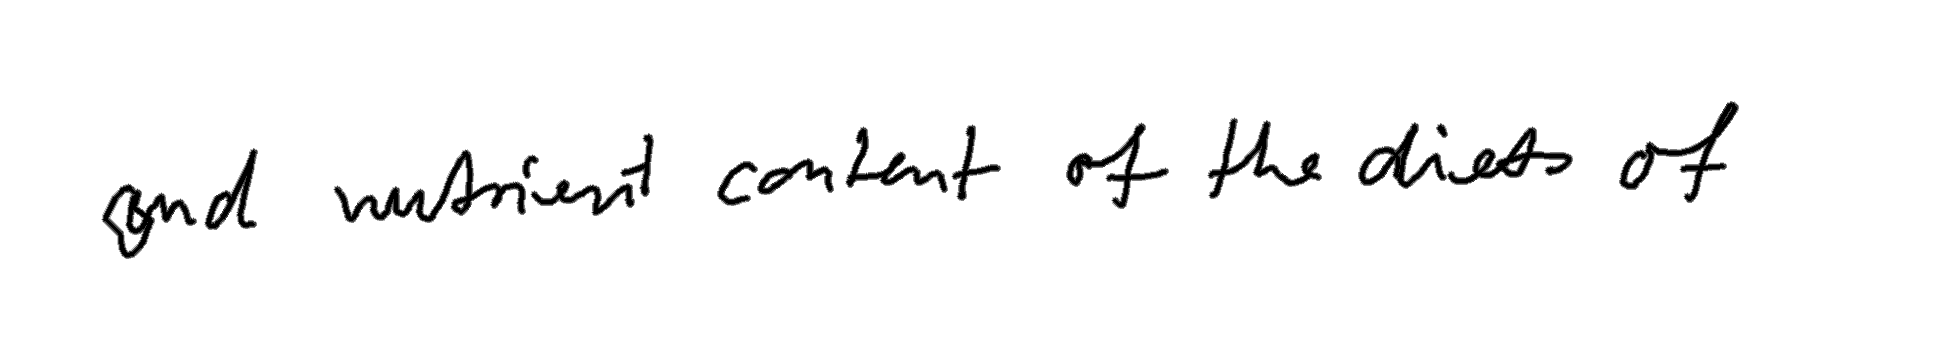 and nutrient content of the diets of